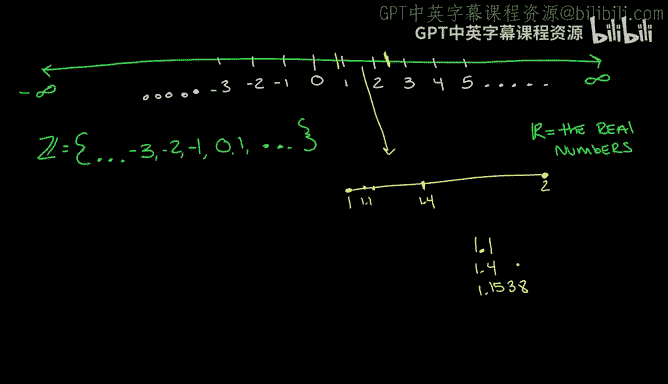 GPT中英字幕课程资源@bilibili.com
GPT中英字幕课程资源 bilibili
-3 -2 -1 0 1 2 3 4 5 .....
-∞ ..... ∞
ℤ={...-3,-2,-1,0.1, ...}
ℝ=THE REAL
NUMBERS
1 1.1 1.4 2
1.1
1.4
1.1538